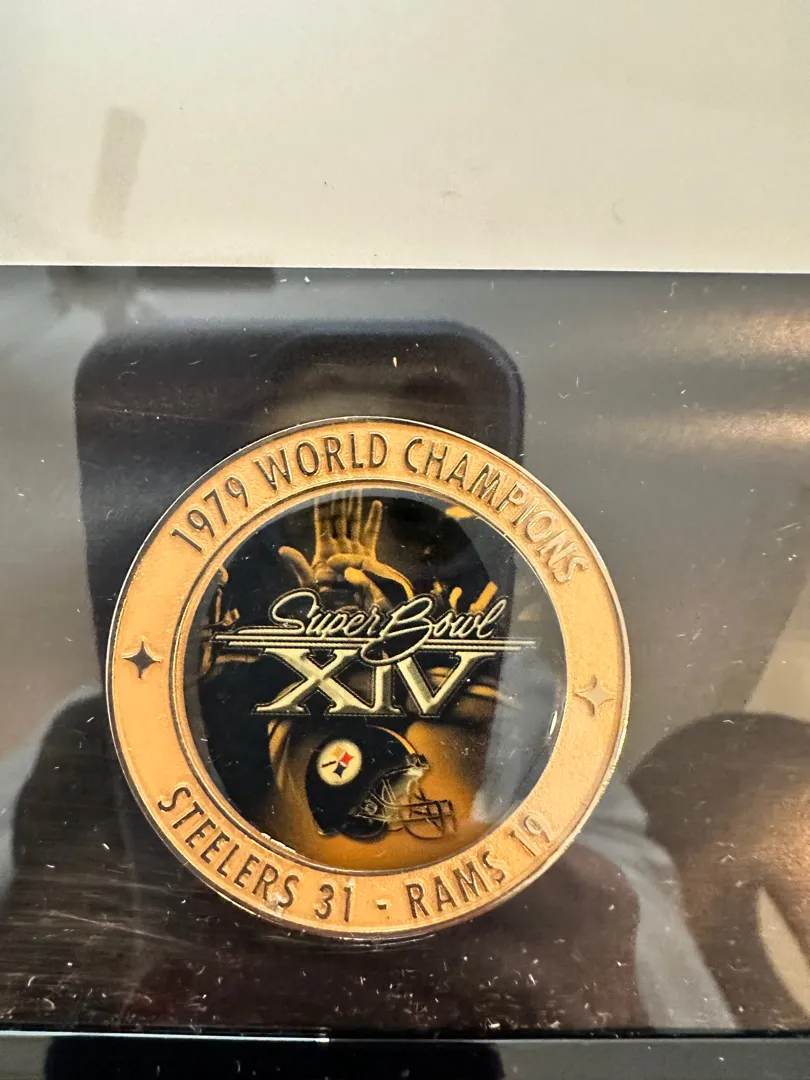 1979 WORLD CHAMPIONS
Super Bowl
XIV
STEELERS 31 - RAMS 19